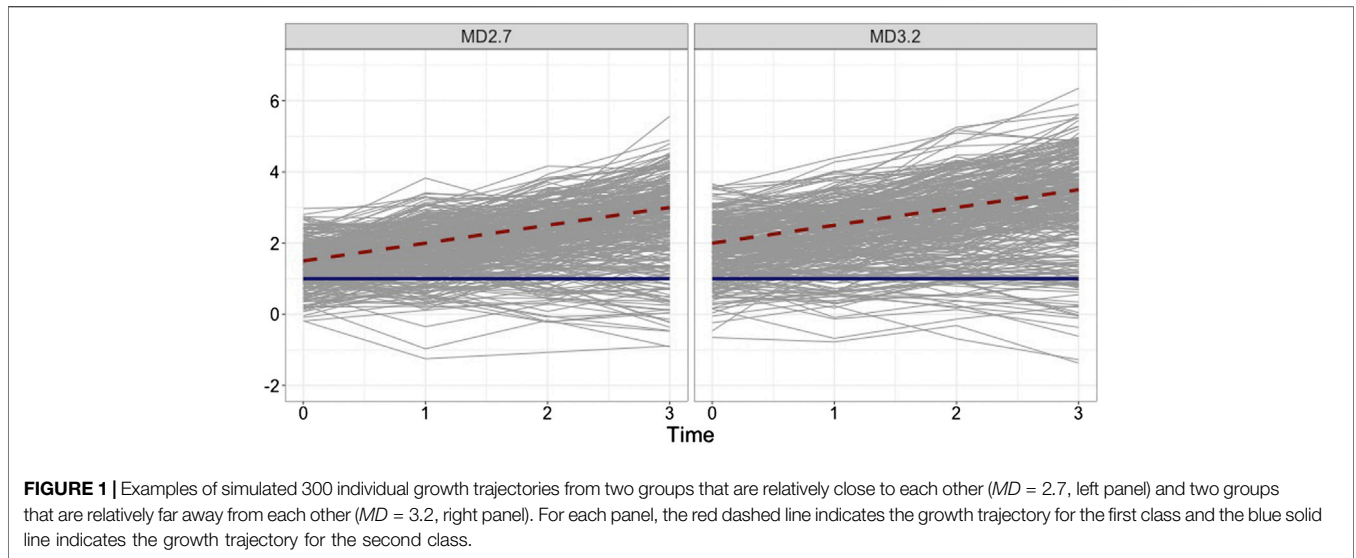 MD2.7 MD3.2
6
4
2
0
-2
0 1 2 3 0 1 2 3
Time
FIGURE 1 | Examples of simulated 300 individual growth trajectories from two groups that are relatively close to each other (MD = 2.7, left panel) and two groups
that are relatively far away from each other (MD = 3.2, right panel). For each panel, the red dashed line indicates the growth trajectory for the first class and the blue solid
line indicates the growth trajectory for the second class.